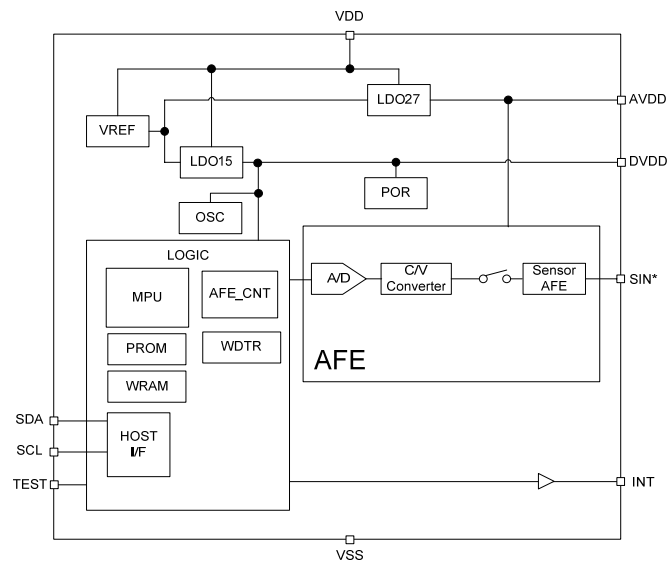 VDD
LDO27
AVDD
VREF
LDO15
DVDD
POR
OSC
LOGIC
MPU
AFE_CNT
A/D
C/V
Converter
Sensor
AFE
SIN*
PROM
WDTR
AFE
WRAM
SDA
HOST
I/F
SCL
TEST
INT
VSS